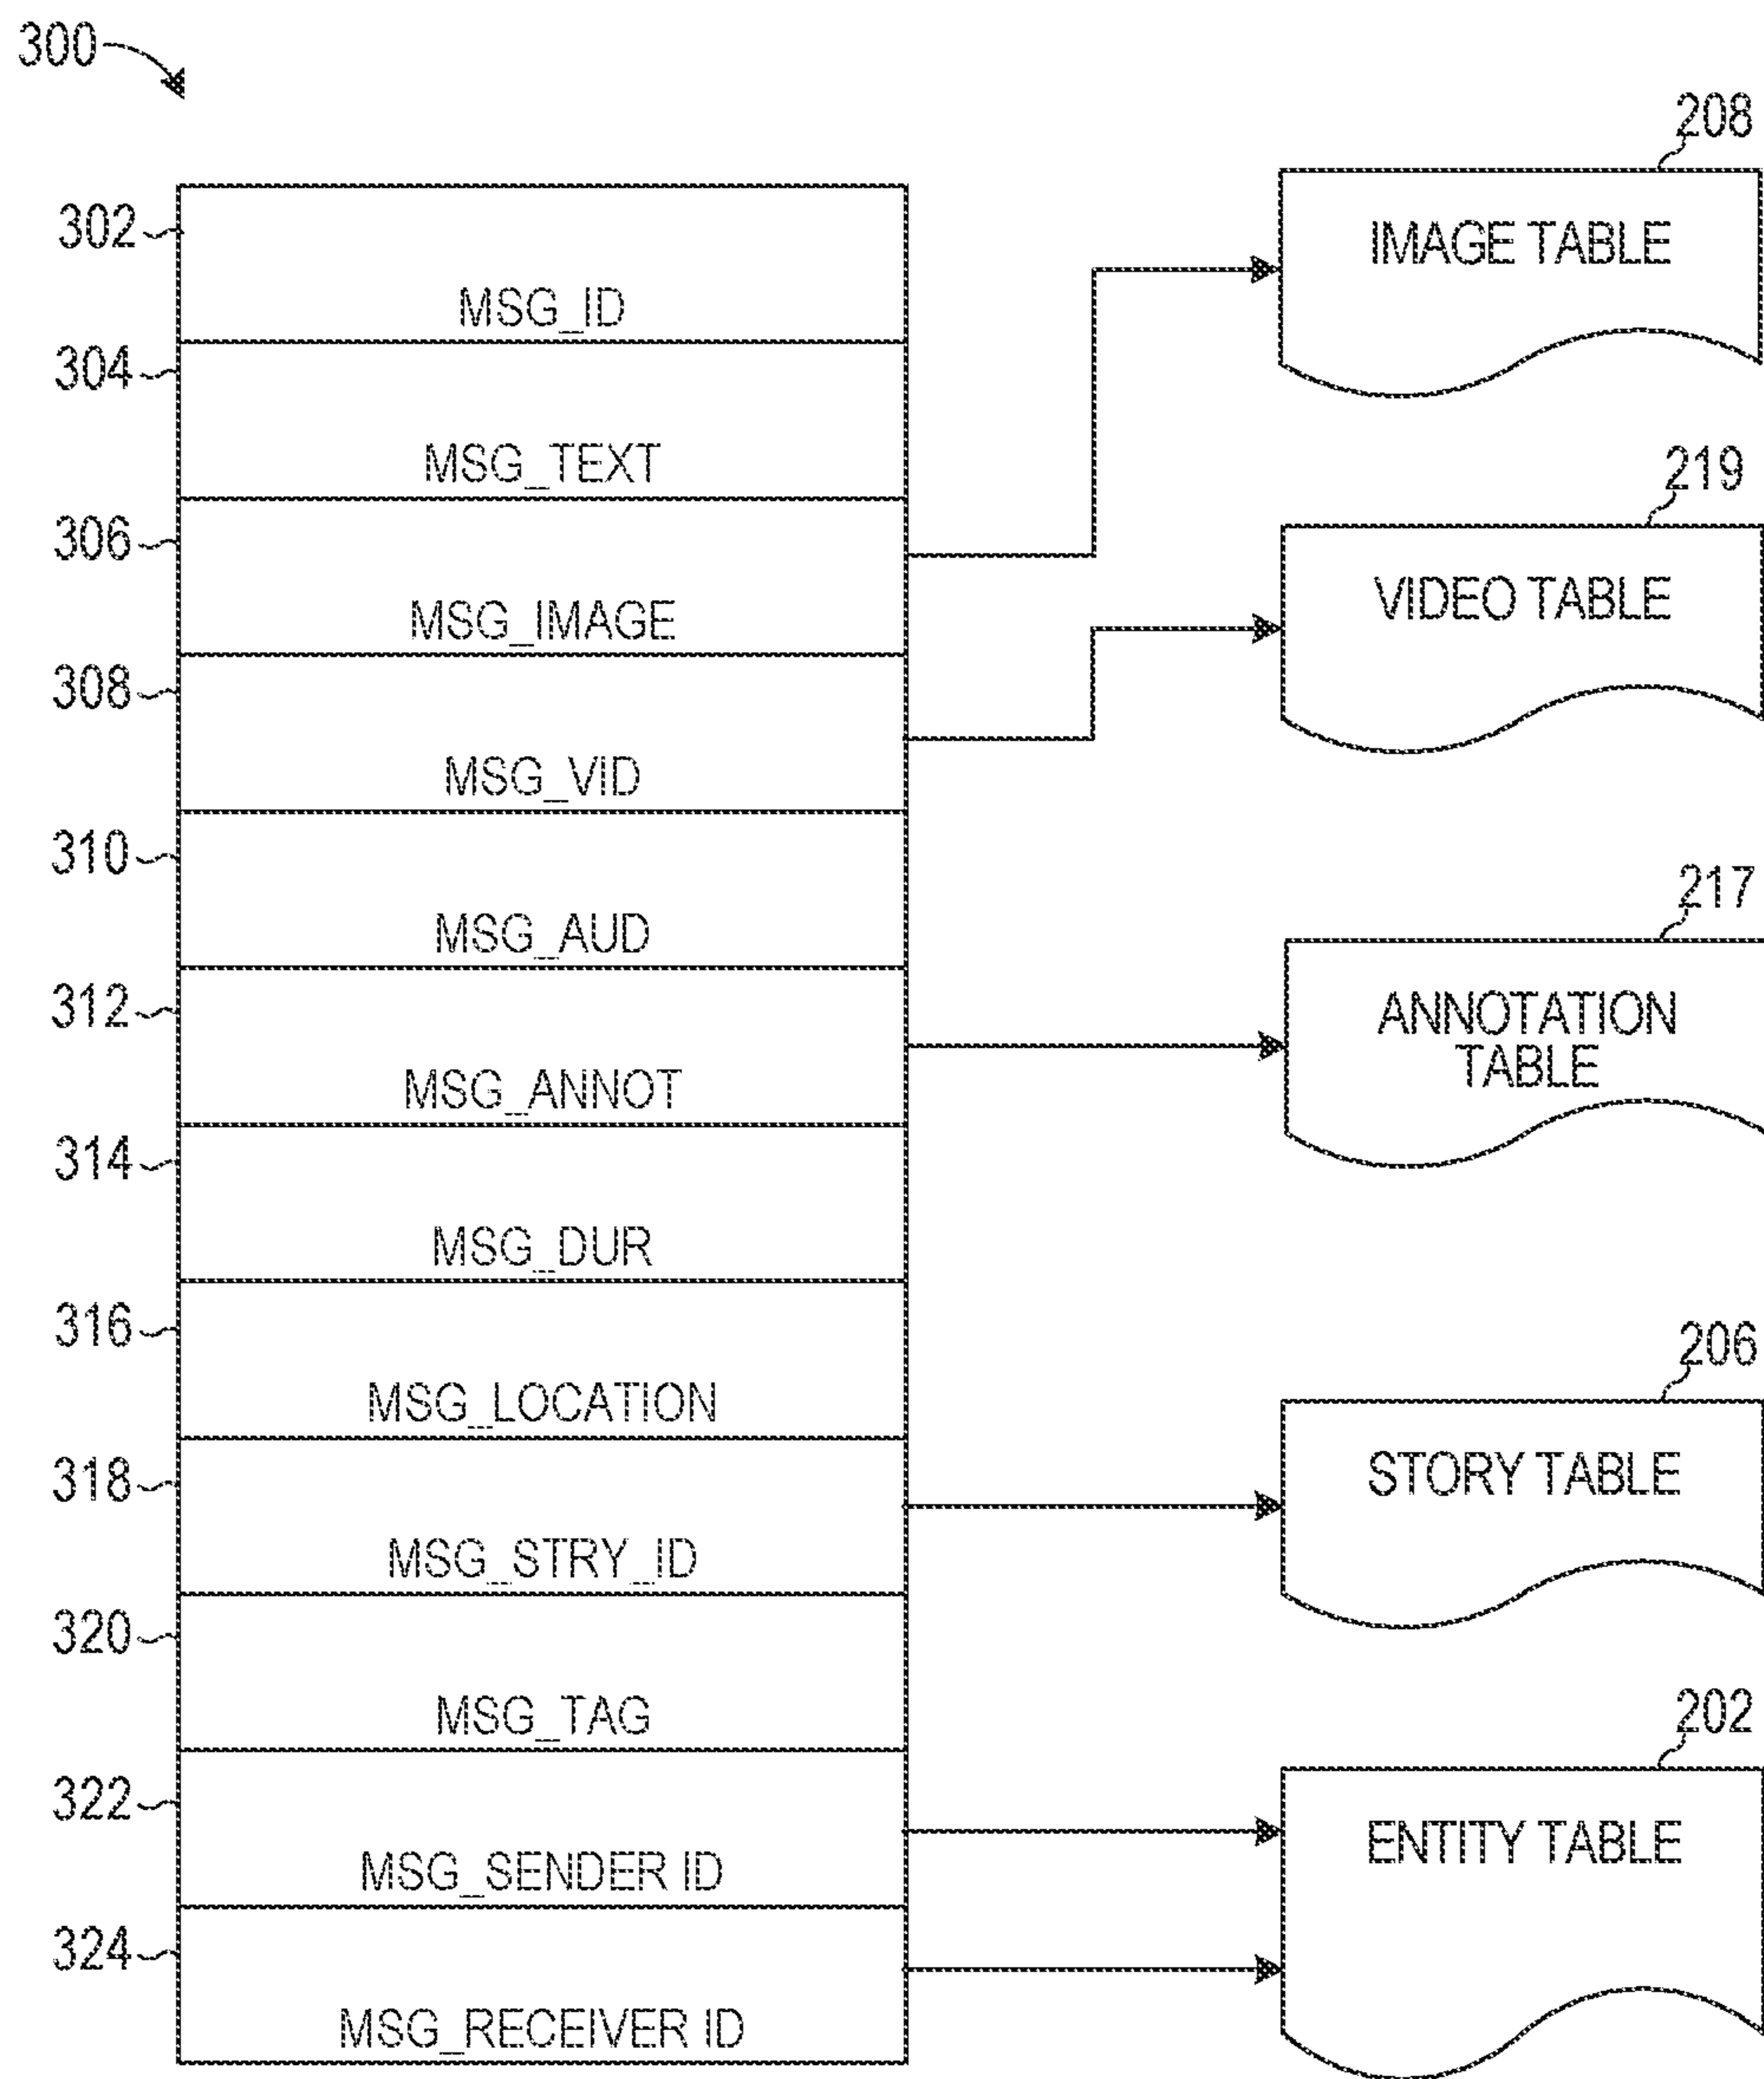 300
208
302
IMAGE TABLE
MSG_ID
304
MSG_TEXT
219
306
VIDEO TABLE
MSG_IMAGE
308
MSG_VID
310
217
MSG_AUD
312
ANNOTATION
TABLE
MSG_ANNOT
314
MSG_DUR
316
206
MSG_LOCATION
318
STORY TABLE
MSG_STRY_ID
320
202
MSG_TAG
322
ENTITY TABLE
MSG_SENDER ID
324
MSG_RECEIVER ID